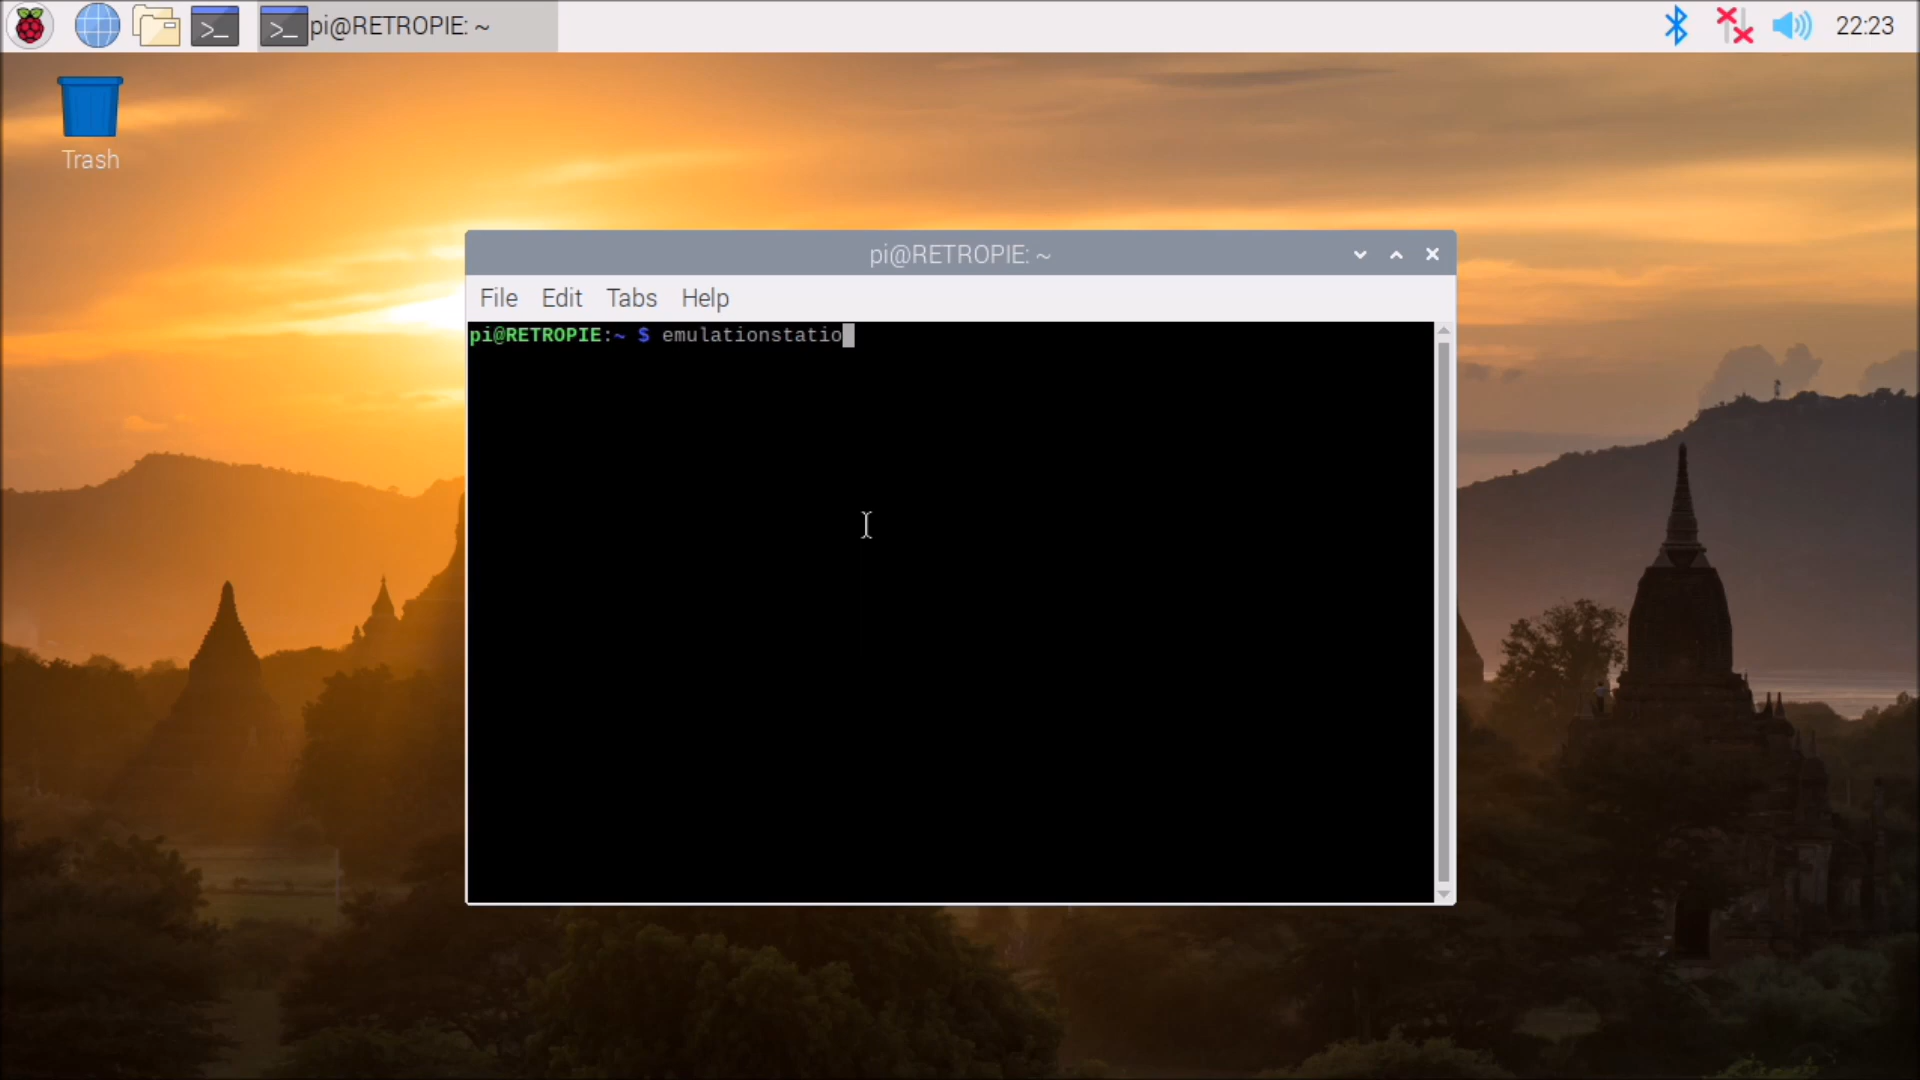 pi@RETROPIE: ~
22:23
Trash
pi@RETROPIE: ~
File Edit Tabs Help
pi@RETROPIE:~ $ emulationstatio